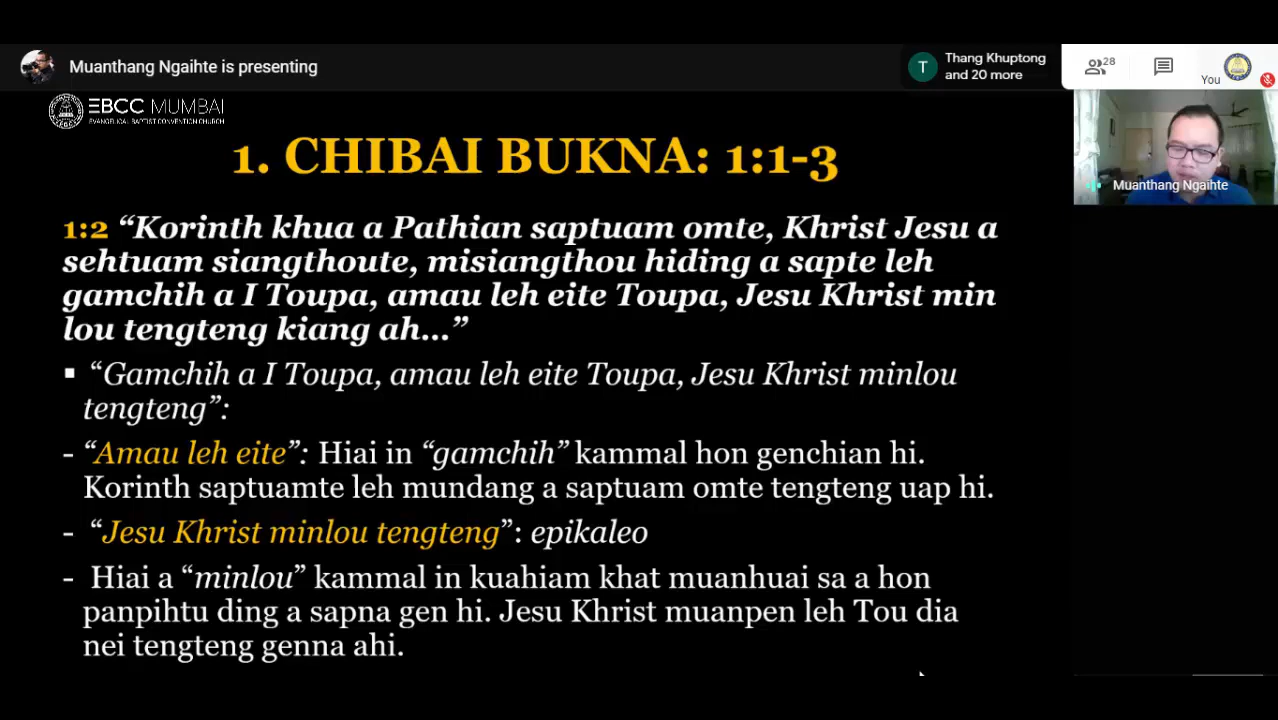 Muanthang Ngaihte is presenting
T
Thang Khuptong
and 20 more
28
You
EBCC MUMBAI
EVANGELICAL BAPTIST CONVENTION CHURCH
Muanthang Ngaihte
1. CHIBAI BUKNA: 1:1-3
1:2 “Korinth khua a Pathian saptuam omte, Khrist Jesu a
sehtuam siangthoute, misiangthou hiding a sapte leh
gamchih a I Toupa, amau leh eite Toupa, Jesu Khrist min
lou tengteng kiang ah…”
▪ “Gamchih a I Toupa, amau leh eite Toupa, Jesu Khrist minlou
tengteng”:
- “Amau leh eite”: Hiai in “gamchih” kammal hon genchian hi.
Korinth saptuamte leh mundang a saptuam omte tengteng uap hi.
- “Jesu Khrist minlou tengteng”: epikaleo
- Hiai a “minlou” kammal in kuahiam khat muanhuai sa a hon
panpihtu ding a sapna gen hi. Jesu Khrist muanpen leh Tou dia
nei tengteng genna ahi.